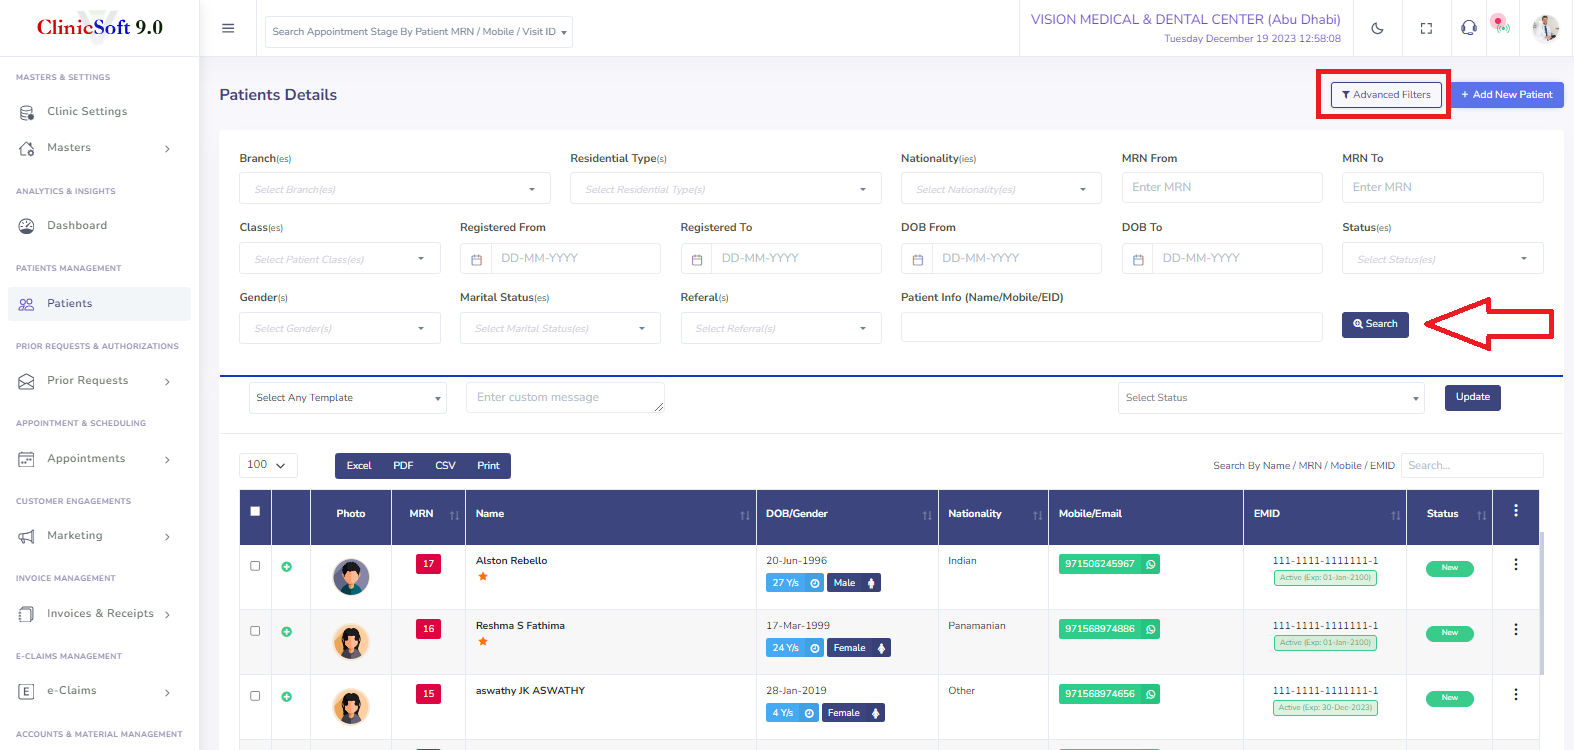 ClinicSoft 9.0
Search Appointment Stage By Patient MRN / Mobile / Visit ID
VISION MEDICAL & DENTAL CENTER (Abu Dhabi)
Tuesday December 19 2023 12:58:08
MASTERS & SETTINGS
Clinic Settings
Masters
ANALYTICS & INSIGHTS
Dashboard
PATIENTS MANAGEMENT
Patients
PRIOR REQUESTS & AUTHORIZATIONS
Prior Requests
APPOINTMENT & SCHEDULING
Appointments
CUSTOMER ENGAGEMENTS
Marketing
INVOICE MANAGEMENT
Invoices & Receipts
E-CLAIMS MANAGEMENT
E e-Claims
ACCOUNTS & MATERIAL MANAGEMENT
Patients Details
Advanced Filters
+ Add New Patient
Branch(es) Residential Type(s) Nationality(ies) MRN From MRN To
Select Branch(es) Select Residential Type(s) Select Nationality(es) Enter MRN Enter MRN
Class(es) Registered From Registered To DOB From DOB To Status(es)
Select Patient Class(es) DD-MM-YYYY DD-MM-YYYY DD-MM-YYYY DD-MM-YYYY Select Status(es)
Gender(s) Marital Status(es) Referal(s) Patient Info (Name/Mobile/EID)
Select Gender(s) Select Marital Status(es) Select Referral(s) Search
Select Any Template Enter custom message Select Status Update
100 Excel PDF CSV Print Search By Name / MRN / Mobile / EMID Search...
Photo MRN Name DOB/Gender Nationality Mobile/Email EMID Status
17 Alston Rebello 20-Jun-1996 Indian 971506245967 111-1111-1111111-1 New
27 Y/s Male Active (Exp: 01-Jan-2100)
16 Reshma S Fathima 17-Mar-1999 Panamanian 971568974886 111-1111-1111111-1 New
24 Y/s Female Active (Exp: 01-Jan-2100)
15 aswathy JK ASWATHY 28-Jan-2019 Other 971568974656 111-1111-1111111-1 New
4 Y/s Female Active (Exp: 30-Dec-2023)